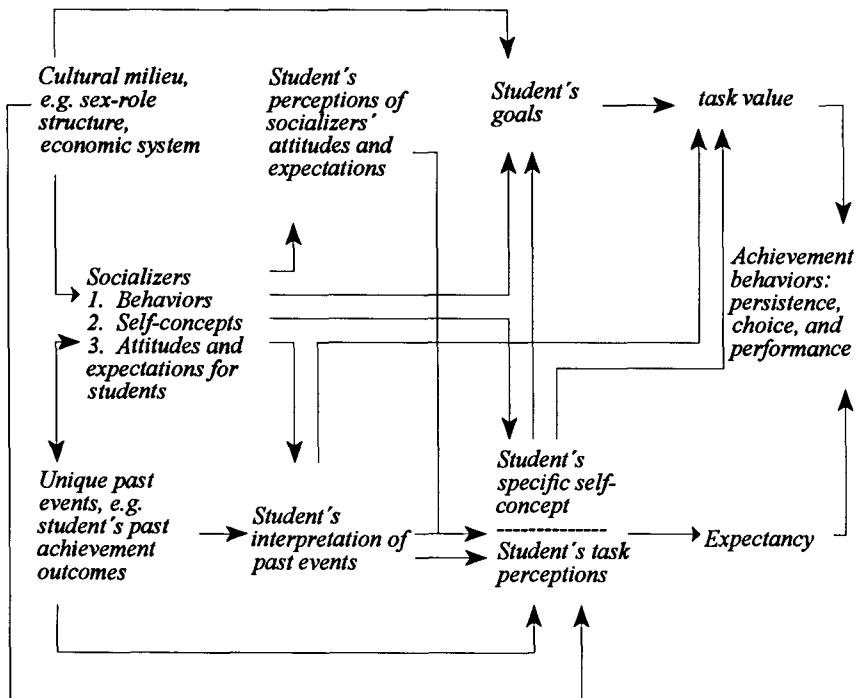 Cultural milieu,
e.g. sex-role
structure,
economic system
Student´s
perceptions of
socializers´
attitudes and
expectations
Student´s
goals
task value
Socializers
1. Behaviors
2. Self-concepts
3. Attitudes and
expectations for
students
Achievement
behaviors:
persistence,
choice, and
performance
Unique past
events, e.g.
student´s past
achievement
outcomes
Student´s
interpretation of
past events
Student´s
specific self-
concept
Student´s task
perceptions
Expectancy